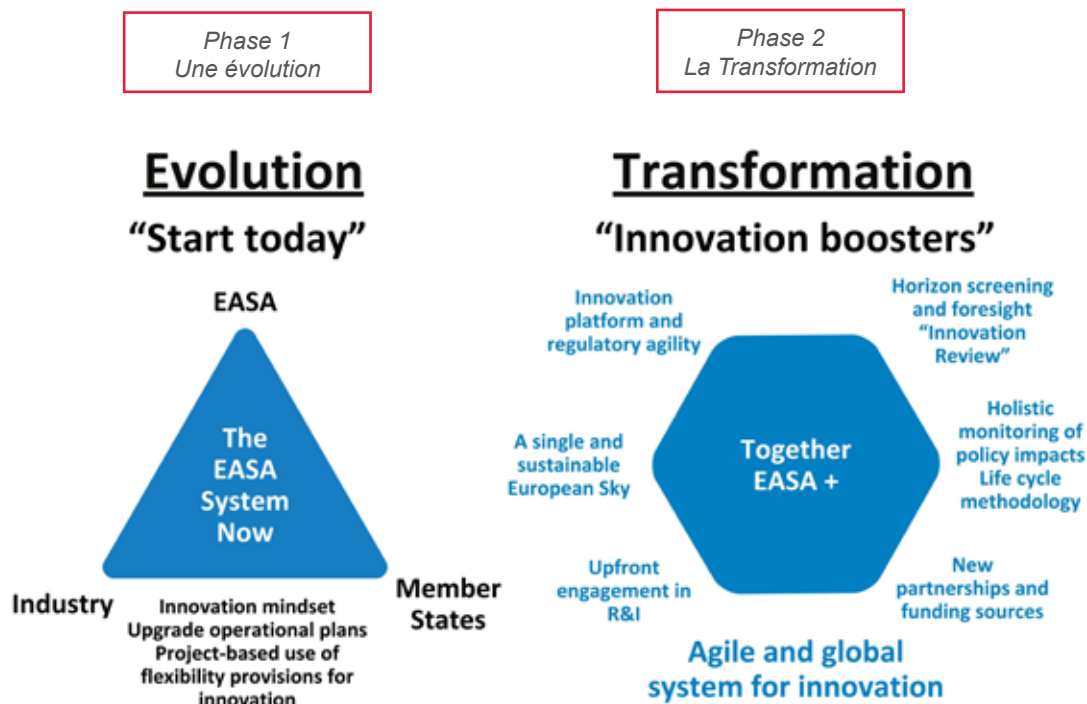 Phase 1
Une évolution
Phase 2
La Transformation
Evolution
“Start today”
EASA
The
EASA
System
Now
Industry
Member
States
Innovation mindset
Upgrade operational plans
Project-based use of
flexibility provisions for
innovation
Transformation
“Innovation boosters”
Innovation
platform and
regulatory agility
Horizon screening
and foresight
“Innovation
Review”
A single and
sustainable
European Sky
Together
EASA +
Holistic
monitoring of
policy impacts
Life cycle
methodology
Upfront
engagement in
R&I
New
partnerships and
funding sources
Agile and global
system for innovation